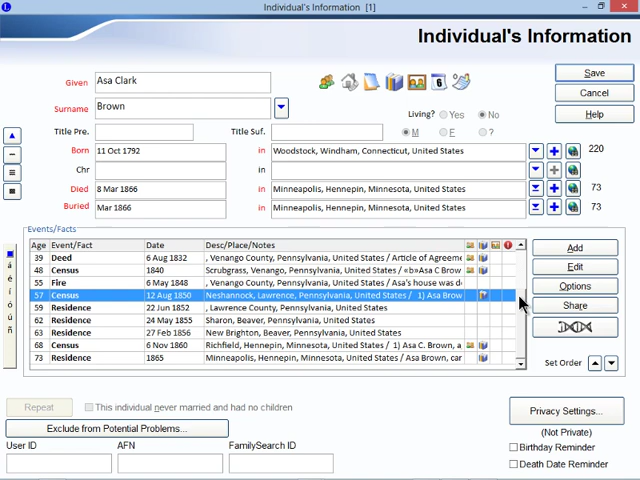 L Individual's Information [1]
Individual's Information
Given Asa Clark
Save
Surname Brown
Cancel
Living? Yes No
Help
Title Pre. Title Suf. M F ?
Born 11 Oct 1792 in Woodstock, Windham, Connecticut, United States 220
Chr in
Died 8 Mar 1866 in Minneapolis, Hennepin, Minnesota, United States 73
Buried Mar 1866 in Minneapolis, Hennepin, Minnesota, United States 73
Events/Facts
Age Event/Fact Date Desc/Place/Notes
39 Deed 6 Aug 1832 , Venango County, Pennsylvania, United States / Article of Agreeme
48 Census 1840 Scrubgrass, Venango, Pennsylvania, United States / «b»Asa C Brow
55 Fire , Venango County, Pennsylvania, United States / Asa's house was d
57 Census 12 Aug 1850 Neshannock, Lawrence, Pennsylvania, United States / 1) Asa Brow
59 Residence 22 Jun 1852 , Lawrence County, Pennsylvania, United States
62 Residence 24 May 1855 Sharon, Beaver, Pennsylvania, United States
63 Residence 27 Feb 1856 New Brighton, Beaver, Pennsylvania, United States
68 Census 6 Nov 1860 Richfield, Hennepin, Minnesota, United States / 1) Asa C. Brown, a
73 Residence 1865 Minneapolis, Hennepin, Minnesota, United States / Asa Brown, car
Add
Edit
Options
Share
Set Order
á
é
í
ó
ú
ñ
Repeat This individual never married and had no children
Exclude from Potential Problems...
Privacy Settings...
(Not Private)
User ID AFN FamilySearch ID
Birthday Reminder
Death Date Reminder